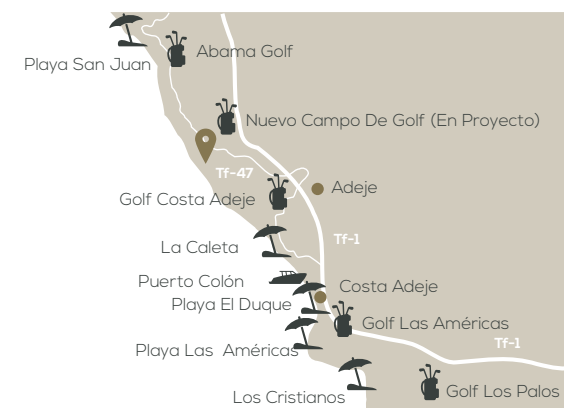 Abama Golf
Playa San Juan
Nuevo Campo De Golf (En Proyecto)
Tf-47
Adeje
Golf Costa Adeje
Tf-1
La Caleta
Puerto Colón
Costa Adeje
Playa El Duque
Golf Las Américas
Tf-1
Playa Las Américas
Golf Los Palos
Los Cristianos